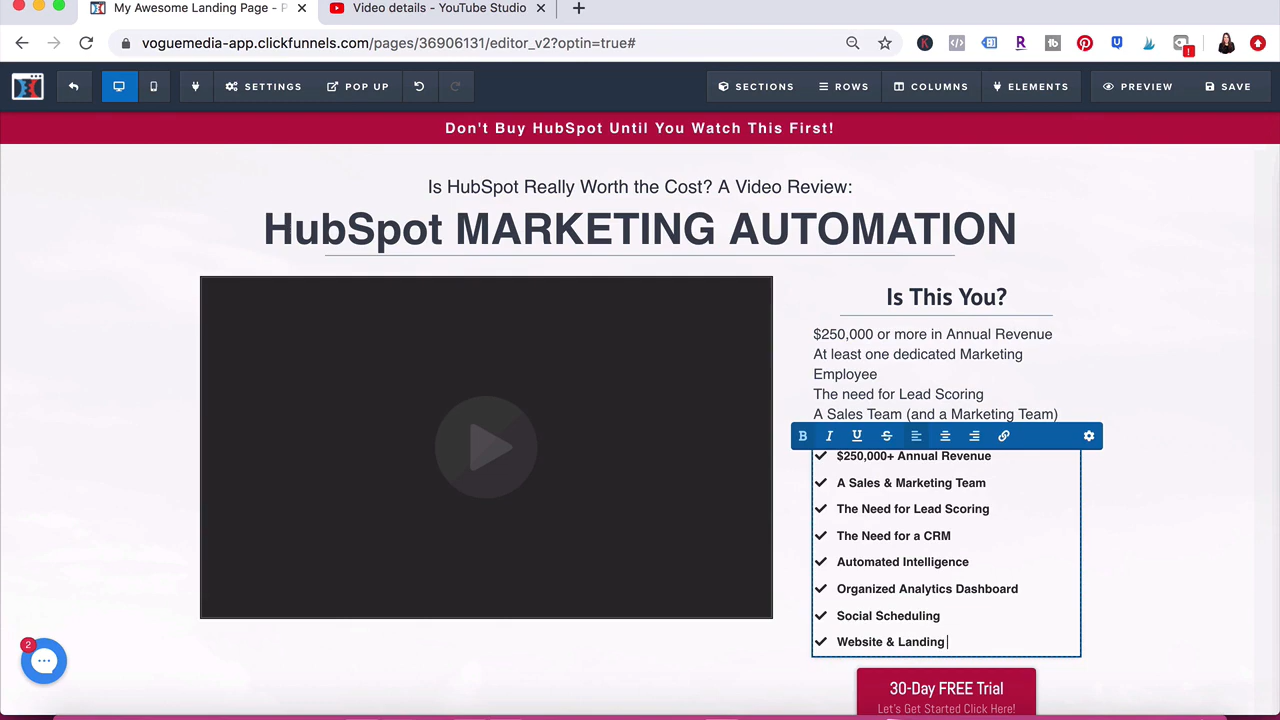 My Awesome Landing Page - P
Video details - YouTube Studio
voguemedia-app.clickfunnels.com/pages/36906131/editor_v2?optin=true#
SETTINGS
POP UP
SECTIONS
ROWS
COLUMNS
ELEMENTS
PREVIEW
SAVE
Don't Buy HubSpot Until You Watch This First!
Is HubSpot Really Worth the Cost? A Video Review:
HubSpot MARKETING AUTOMATION
Is This You?
$250,000 or more in Annual Revenue
At least one dedicated Marketing
Employee
The need for Lead Scoring
A Sales Team (and a Marketing Team)
B I U S
$250,000+ Annual Revenue
A Sales & Marketing Team
The Need for Lead Scoring
The Need for a CRM
Automated Intelligence
Organized Analytics Dashboard
Social Scheduling
Website & Landing
2
30-Day FREE Trial
Let's Get Started Click Here!